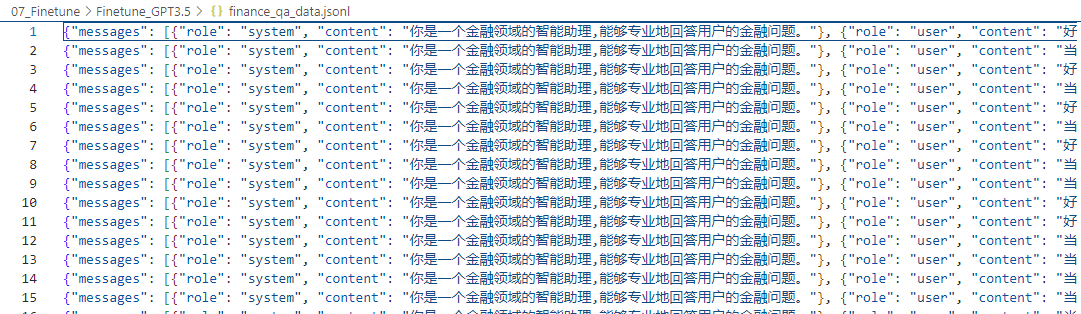 07_Finetune > Finetune_GPT3.5 > {} finance_qa_data.jsonl
1 {"messages": [{"role": "system", "content": "你是一个金融领域的智能助理,能够专业地回答用户的金融问题。"}, {"role": "user", "content": "好
2 {"messages": [{"role": "system", "content": "你是一个金融领域的智能助理,能够专业地回答用户的金融问题。"}, {"role": "user", "content": "当
3 {"messages": [{"role": "system", "content": "你是一个金融领域的智能助理,能够专业地回答用户的金融问题。"}, {"role": "user", "content": "好
4 {"messages": [{"role": "system", "content": "你是一个金融领域的智能助理,能够专业地回答用户的金融问题。"}, {"role": "user", "content": "当
5 {"messages": [{"role": "system", "content": "你是一个金融领域的智能助理,能够专业地回答用户的金融问题。"}, {"role": "user", "content": "好
6 {"messages": [{"role": "system", "content": "你是一个金融领域的智能助理,能够专业地回答用户的金融问题。"}, {"role": "user", "content": "当
7 {"messages": [{"role": "system", "content": "你是一个金融领域的智能助理,能够专业地回答用户的金融问题。"}, {"role": "user", "content": "好
8 {"messages": [{"role": "system", "content": "你是一个金融领域的智能助理,能够专业地回答用户的金融问题。"}, {"role": "user", "content": "当
9 {"messages": [{"role": "system", "content": "你是一个金融领域的智能助理,能够专业地回答用户的金融问题。"}, {"role": "user", "content": "当
10 {"messages": [{"role": "system", "content": "你是一个金融领域的智能助理,能够专业地回答用户的金融问题。"}, {"role": "user", "content": "好
11 {"messages": [{"role": "system", "content": "你是一个金融领域的智能助理,能够专业地回答用户的金融问题。"}, {"role": "user", "content": "好
12 {"messages": [{"role": "system", "content": "你是一个金融领域的智能助理,能够专业地回答用户的金融问题。"}, {"role": "user", "content": "当
13 {"messages": [{"role": "system", "content": "你是一个金融领域的智能助理,能够专业地回答用户的金融问题。"}, {"role": "user", "content": "当
14 {"messages": [{"role": "system", "content": "你是一个金融领域的智能助理,能够专业地回答用户的金融问题。"}, {"role": "user", "content": "当
15 {"messages": [{"role": "system", "content": "你是一个金融领域的智能助理,能够专业地回答用户的金融问题。"}, {"role": "user", "content": "当